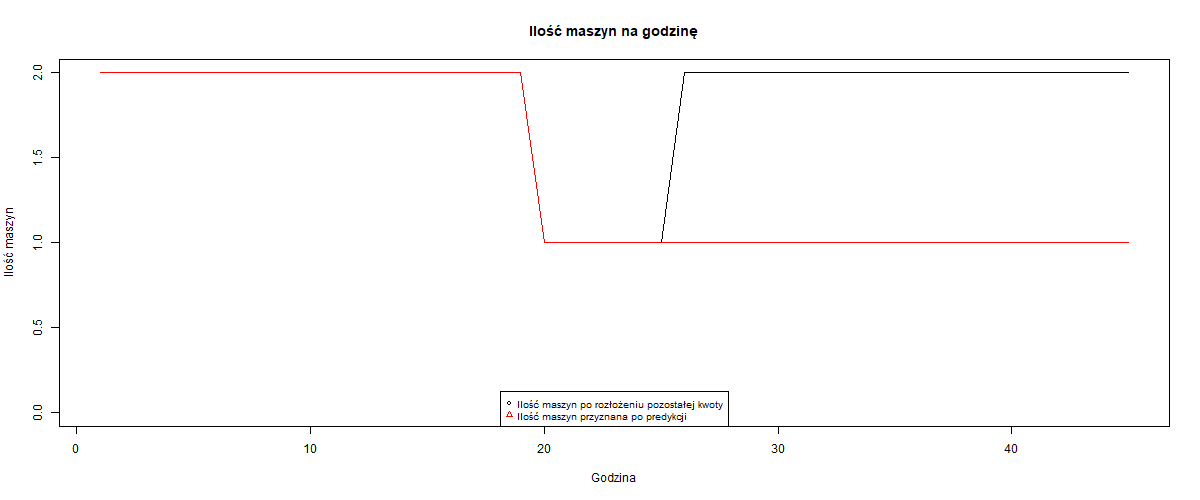 Ilość maszyn na godzinę
Ilość maszyn
2.0
1.5
1.0
0.5
0.0
Ilość maszyn po rozłożeniu pozostałej kwoty
Ilość maszyn przyznana po predykcji
0 10 20 30 40
Godzina